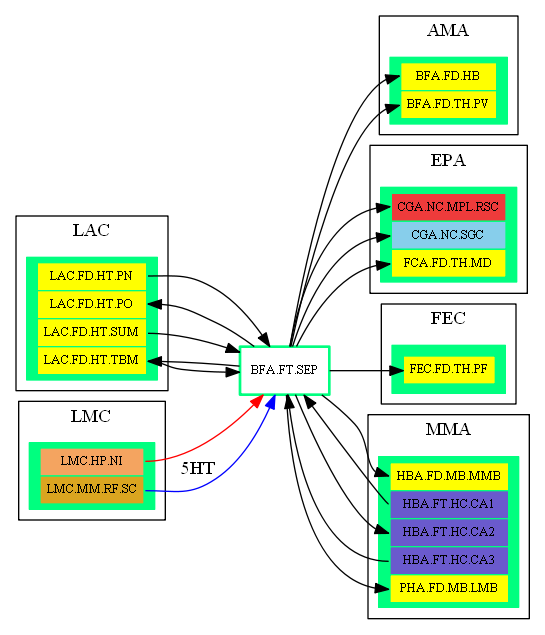 AMA
BFA.FD.HB
BFA.FD.TH.PV
EPA
CGA.NC.MPL.RSC
CGA.NC.SGC
FCA.FD.TH.MD
LAC
LAC.FD.HT.PN
LAC.FD.HT.PO
LAC.FD.HT.SUM
LAC.FD.HT.TBM
FEC
FEC.FD.TH.PF
BFA.FT.SEP
LMC
LMC.HP.NI
LMC.MM.RF.SC
5HT
MMA
HBA.FD.MB.MMB
HBA.FT.HC.CA1
HBA.FT.HC.CA2
HBA.FT.HC.CA3
PHA.FD.MB.LMB